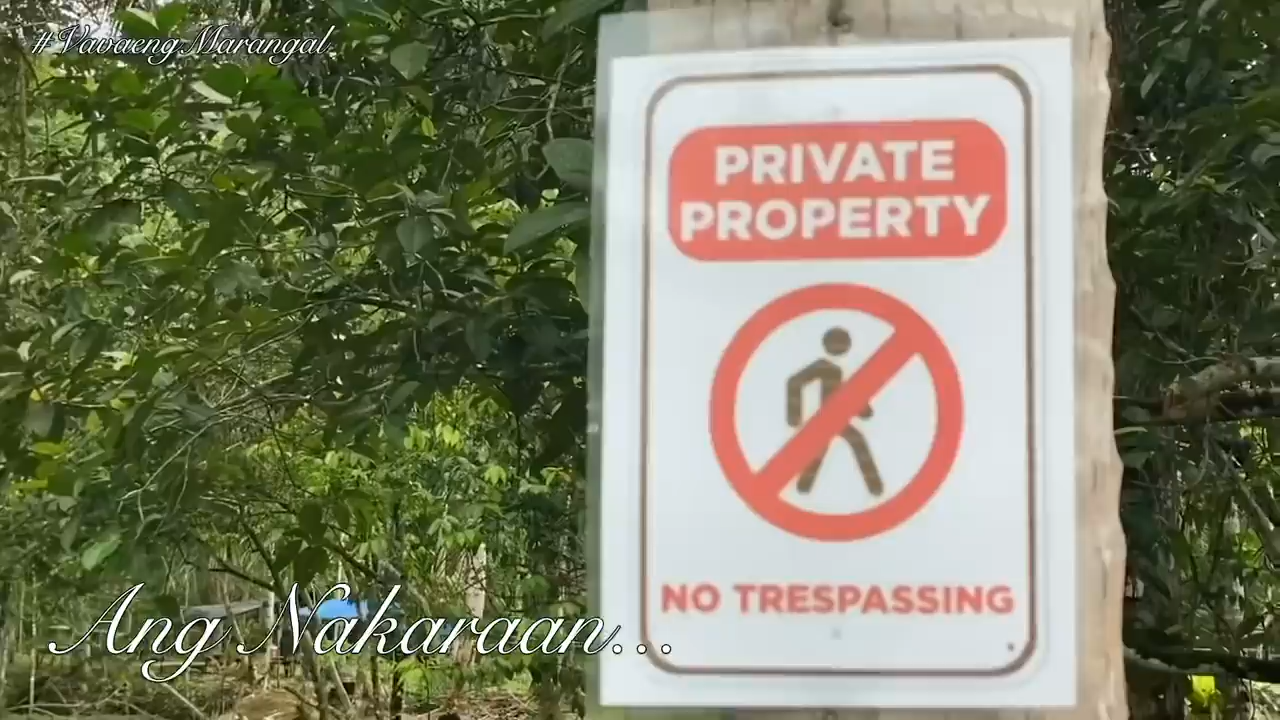 #VavaengMarangal
PRIVATE
PROPERTY
NO TRESPASSING
Ang Nakaraan...